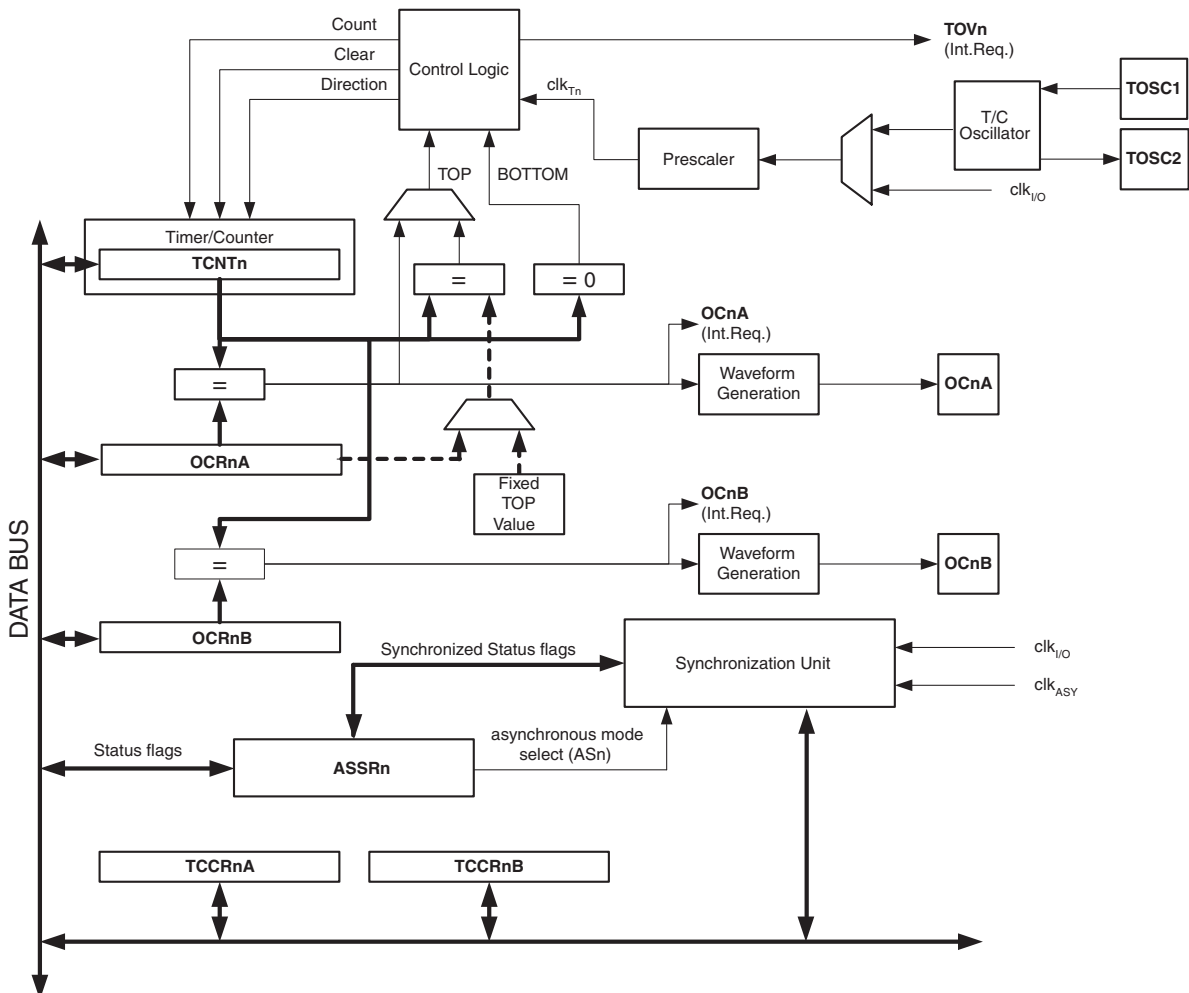 Count
Clear
Direction
Control Logic
TOVn
(Int.Req.)
clkTn
TOSC1
T/C
Oscillator
Prescaler
TOSC2
TOP
BOTTOM
clkI/O
Timer/Counter
TCNTn
=
= 0
OCnA
(Int.Req.)
=
Waveform
Generation
OCnA
OCRnA
Fixed
TOP
Value
OCnB
(Int.Req.)
=
Waveform
Generation
OCnB
DATA BUS
OCRnB
Synchronized Status flags
Synchronization Unit
clkI/O
clkASY
Status flags
ASSRn
asynchronous mode
select (ASn)
TCCRnA
TCCRnB